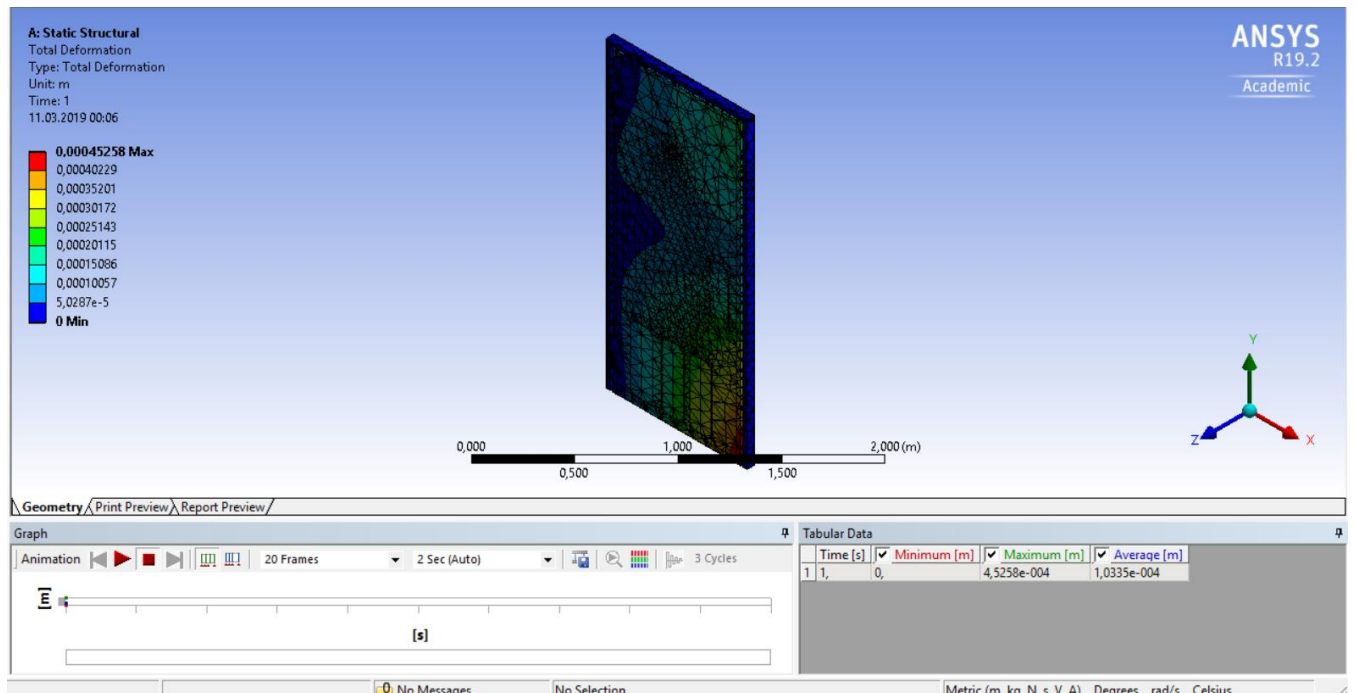 A: Static Structural
Total Deformation
Type: Total Deformation
Unit: m
Time: 1
11.03.2019 00:06
0,00045258 Max
0,00040229
0,00035201
0,00030172
0,00025143
0,00020115
0,00015086
0,00010057
5,0287e-5
0 Min
ANSYS
R19.2
Academic
Y
Z
X
0,000 1,000 2,000 (m)
0,500 1,500
Geometry Print Preview Report Preview
Graph
Animation 20 Frames 2 Sec (Auto) 3 Cycles
[m]
[s]
Tabular Data
Time [s] Minimum [m] Maximum [m] Average [m]
1 1, 0, 4,5258e-004 1,0335e-004
0 No Messages No Selection Metric (m, kg, N, s, V, A) Degrees rad/s Celsius